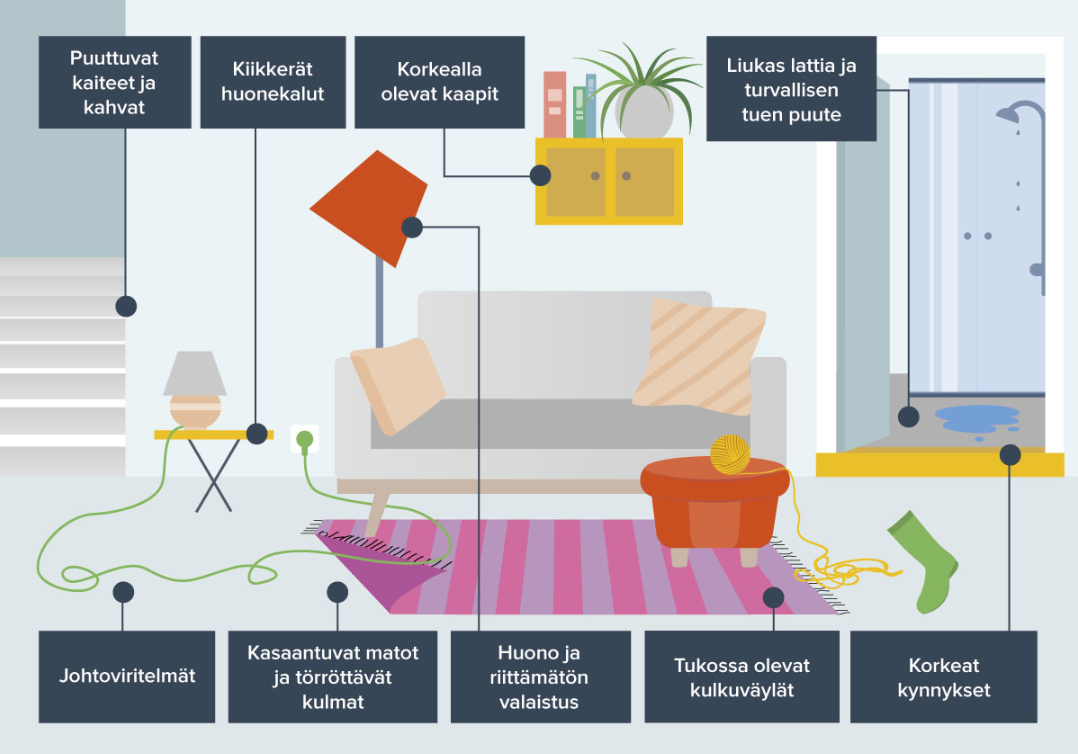 Puuttuvat
kaiteet ja
kahvat
Kiikkerät
huonekalut
Korkealla
olevat kaapit
Liukas lattia ja
turvallisen
tuen puute
Johtoviritelmät
Kasaantuvat matot
ja törröttävät
kulmat
Huono ja
riittämätön
valaistus
Tukossa olevat
kulkuväylät
Korkeat
kynnykset